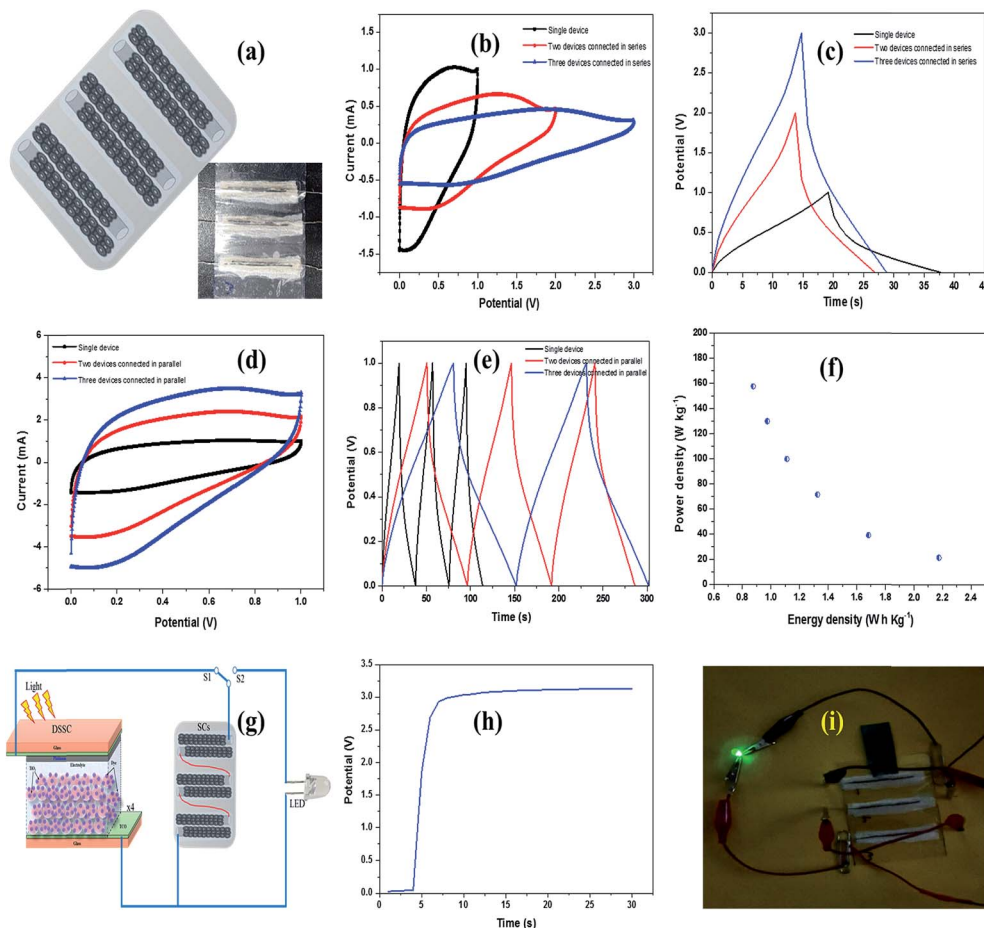 (a)
(b)
Single device
Two devices connected in series
Three devices connected in series
1.5
1.0
0.5
0.0
-0.5
-1.0
-1.5
Current (mA)
0.0 0.5 1.0 1.5 2.0 2.5 3.0
Potential (V)
(c)
Single device
Two devices connected in series
Three devices connected in series
3.0
2.5
2.0
1.5
1.0
0.5
0.0
Potential (V)
0 5 10 15 20 25 30 35 40 45
Time (s)
(d)
Single device
Two devices connected in parallel
Three devices connected in parallel
6
4
2
0
-2
-4
-6
Current (mA)
0.0 0.2 0.4 0.6 0.8 1.0
Potential (V)
(e)
Single device
Two devices connected in parallel
Three devices connected in parallel
1.0
0.8
0.6
0.4
0.2
0.0
Potential (V)
0 50 100 150 200 250 300
Time (s)
(f)
200
180
160
140
120
100
80
60
40
20
0
Power density (W kg-1)
0.6 0.8 1.0 1.2 1.4 1.6 1.8 2.0 2.2 2.4
Energy density (W h Kg-1)
(g)
Light
DSSC
Glass
Electrolyte
Dye
x4
TCO
Glass
S1 S2
SCs
LED
(h)
3.5
3.0
2.5
2.0
1.5
1.0
0.5
0.0
Potential (V)
0 5 10 15 20 25 30
Time (s)
(i)